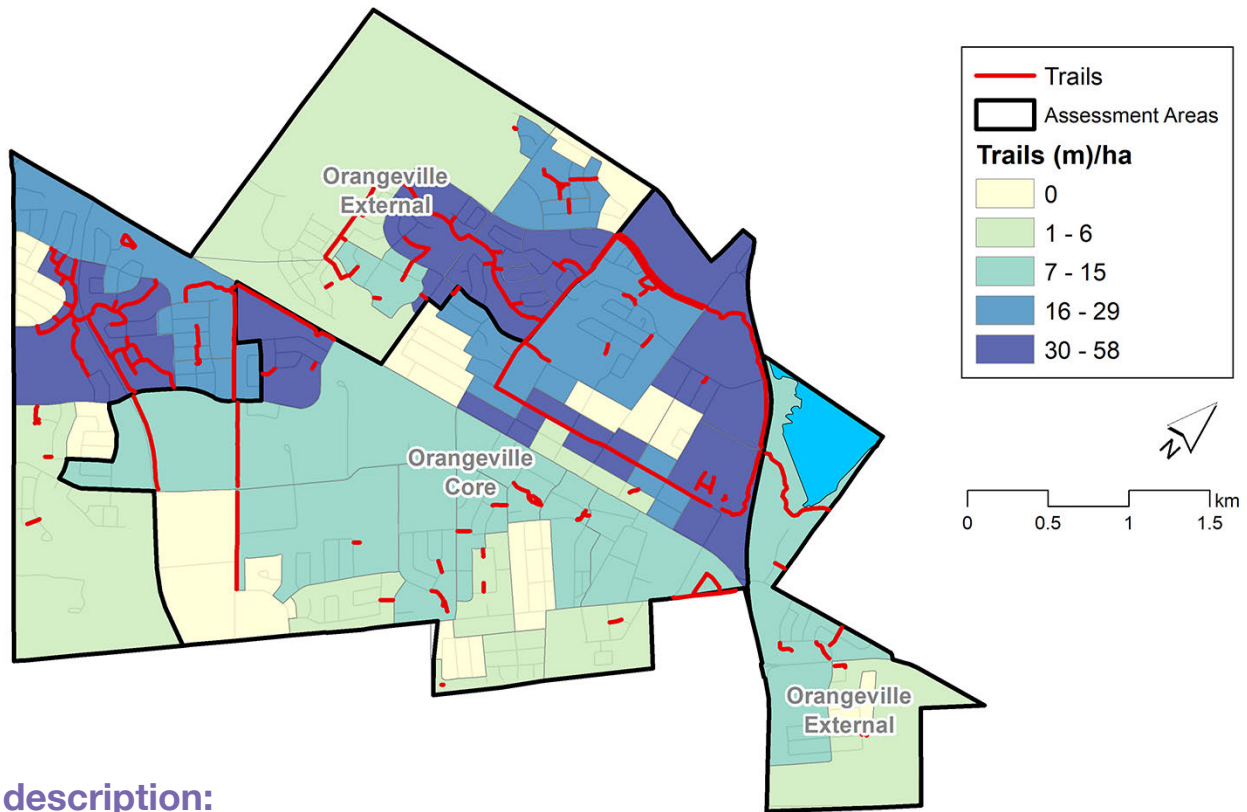 Trails
Assessment Areas
Trails (m)/ha
0
1 - 6
7 - 15
16 - 29
30 - 58
N
0 0.5 1 1.5 km
Orangeville
External
Orangeville
Core
Orangeville
External
description: